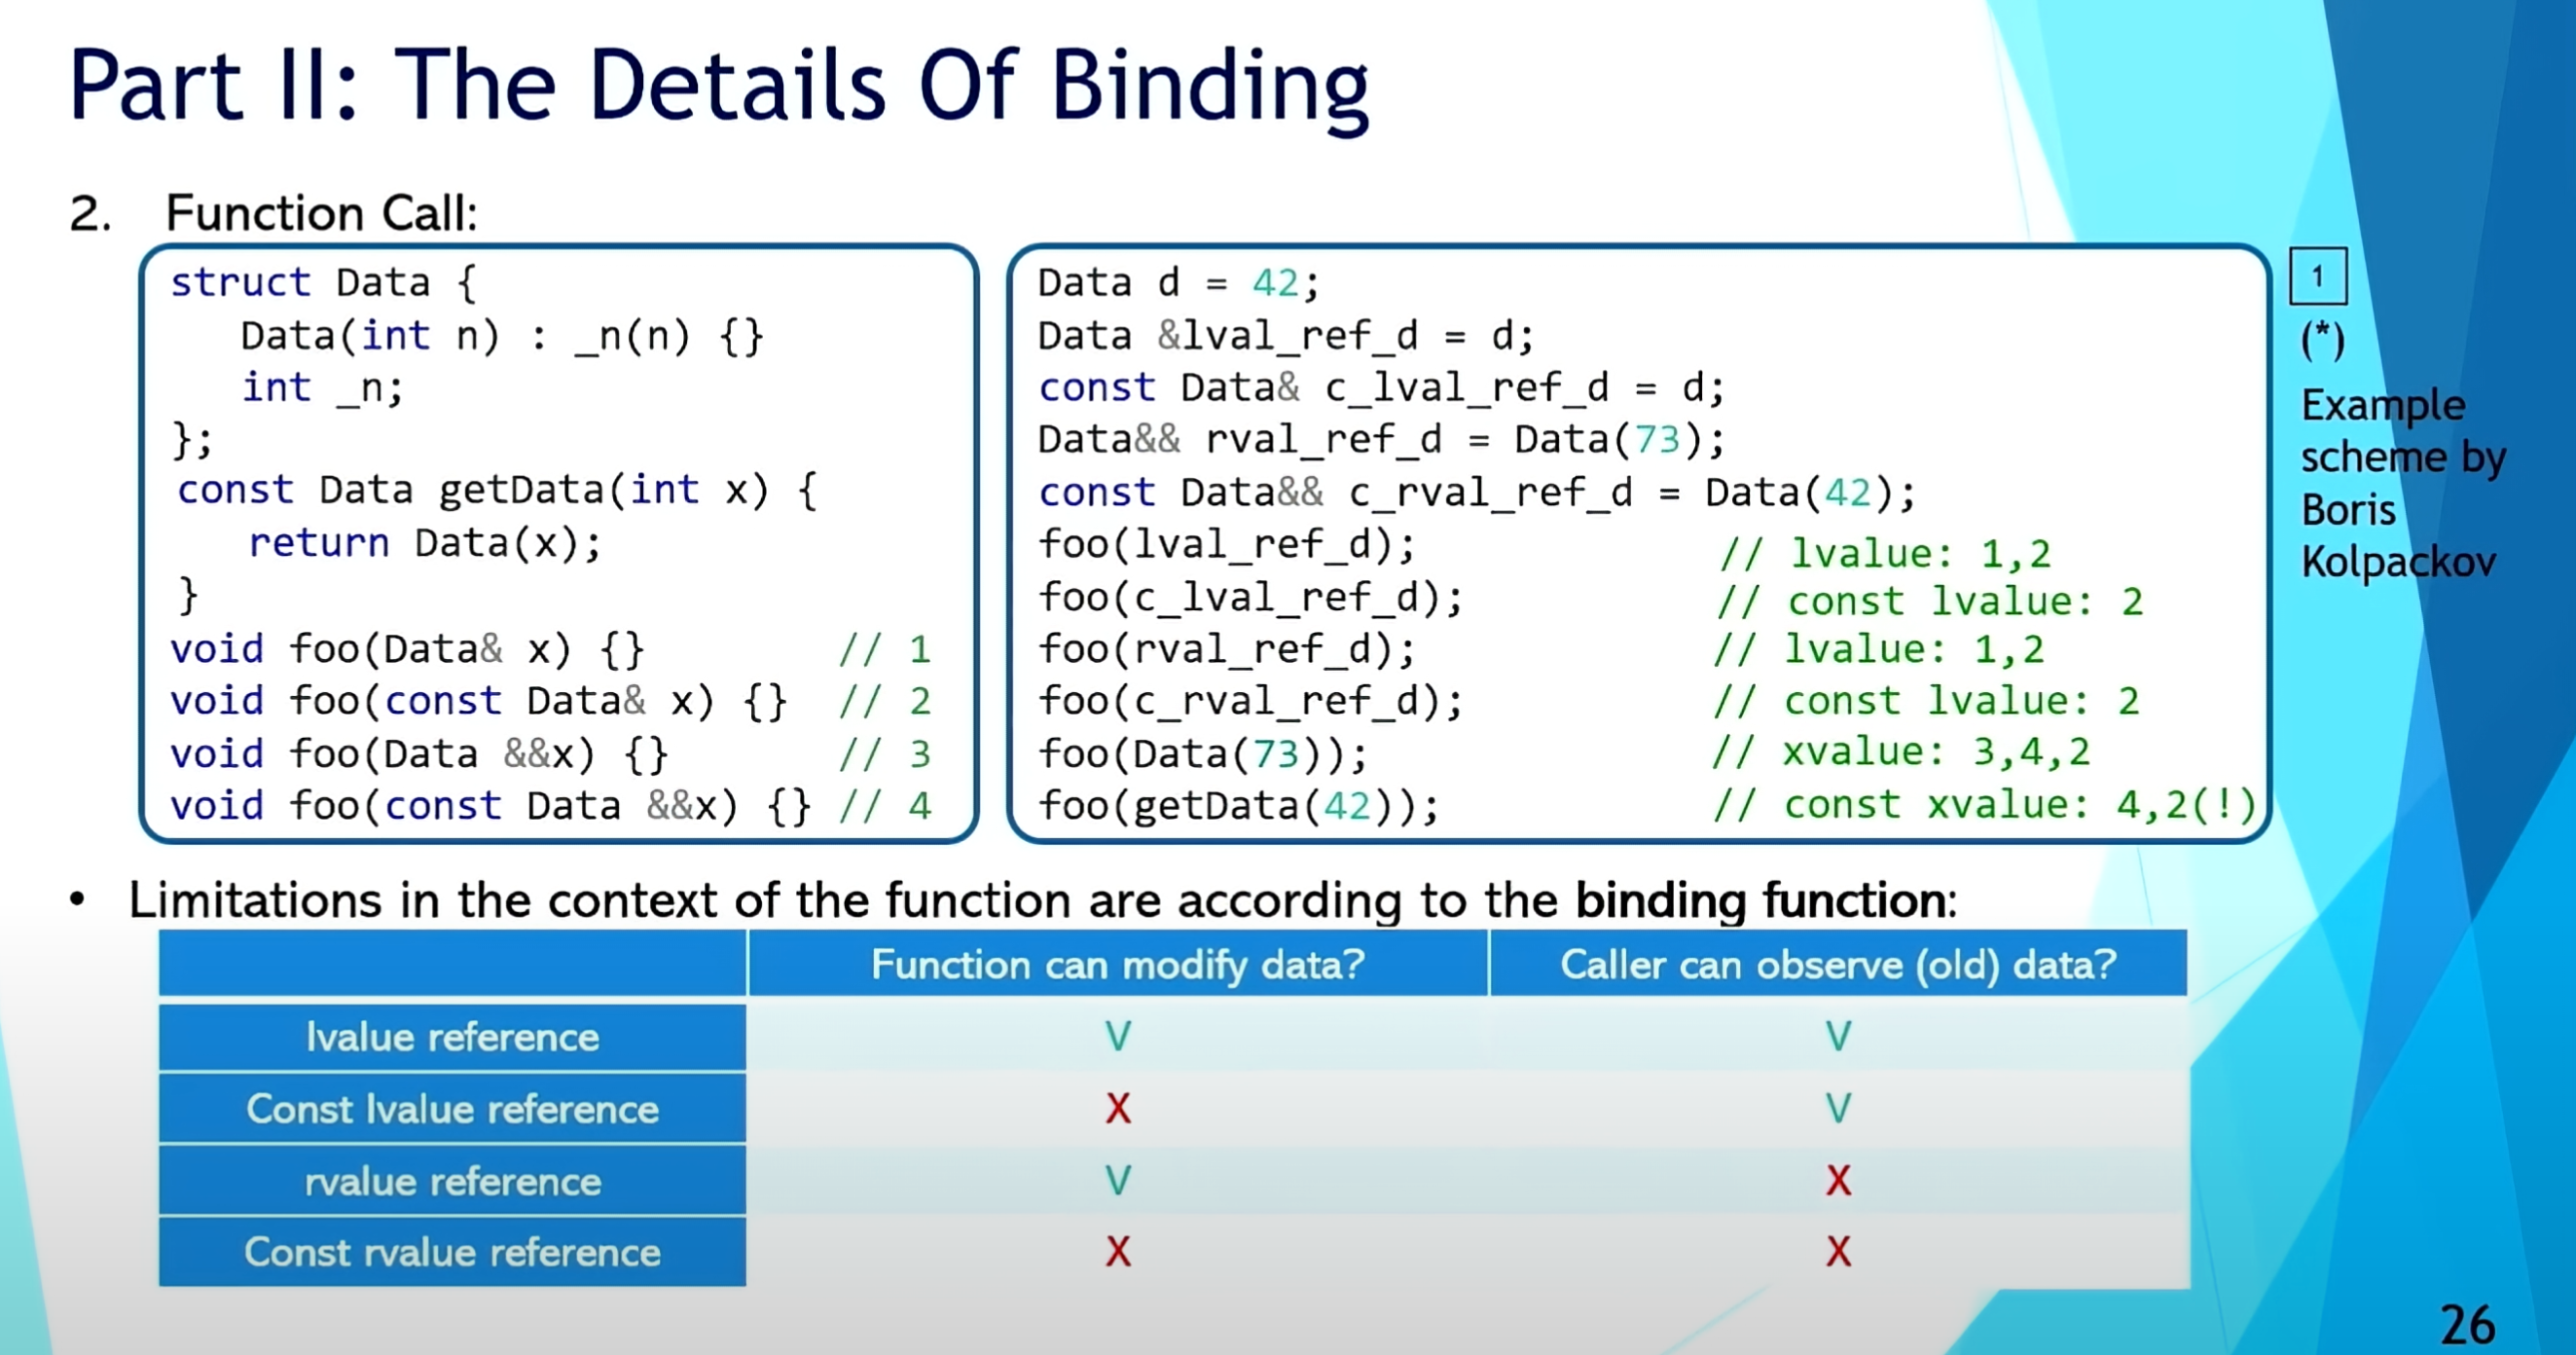 Part II: The Details Of Binding
2. Function Call:
struct Data {
Data(int n) : _n(n) {}
int _n;
};
const Data getData(int x) {
return Data(x);
}
void foo(Data& x) {} // 1
void foo(const Data& x) {} // 2
void foo(Data &&x) {} // 3
void foo(const Data &&x) {} // 4
Data d = 42;
Data &lval_ref_d = d;
const Data& c_lval_ref_d = d;
Data&& rval_ref_d = Data(73);
const Data&& c_rval_ref_d = Data(42);
foo(lval_ref_d); // lvalue: 1,2
foo(c_lval_ref_d); // const lvalue: 2
foo(rval_ref_d); // lvalue: 1,2
foo(c_rval_ref_d); // const lvalue: 2
foo(Data(73)); // xvalue: 3,4,2
foo(getData(42)); // const xvalue: 4,2(!)
1
(*)
Example
scheme by
Boris
Kolpackov
• Limitations in the context of the function are according to the binding function:
Function can modify data? Caller can observe (old) data?
lvalue reference V V
Const lvalue reference X V
rvalue reference V X
Const rvalue reference X X
26